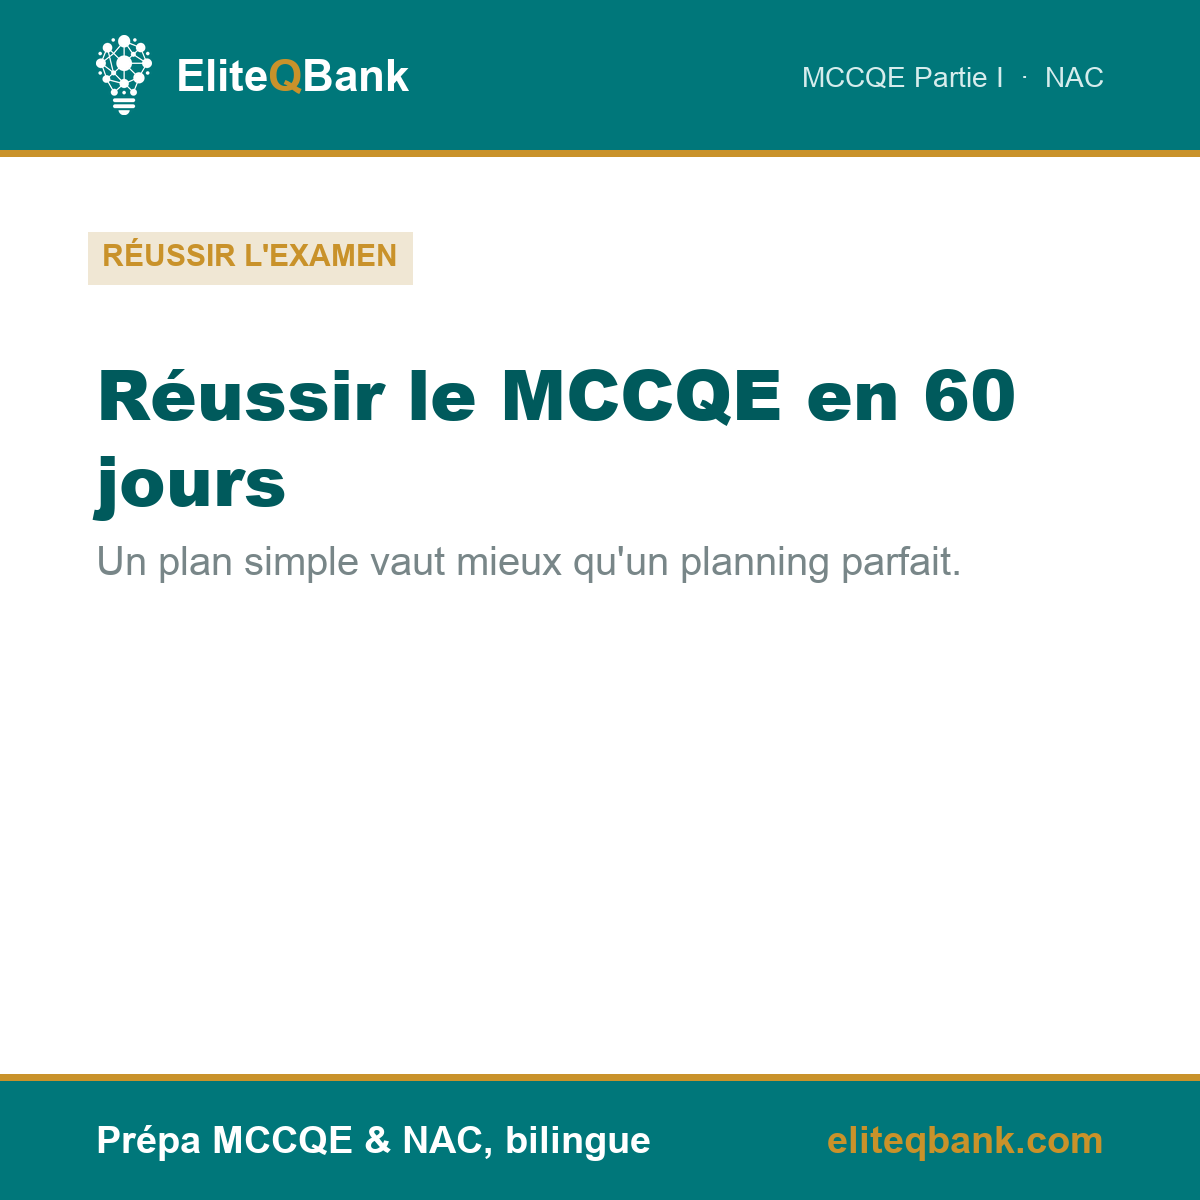 EliteQBank
MCCQE Partie I · NAC
RÉUSSIR L'EXAMEN
Réussir le MCCQE en 60
jours
Un plan simple vaut mieux qu'un planning parfait.
Prépa MCCQE & NAC, bilingue
eliteqbank.com